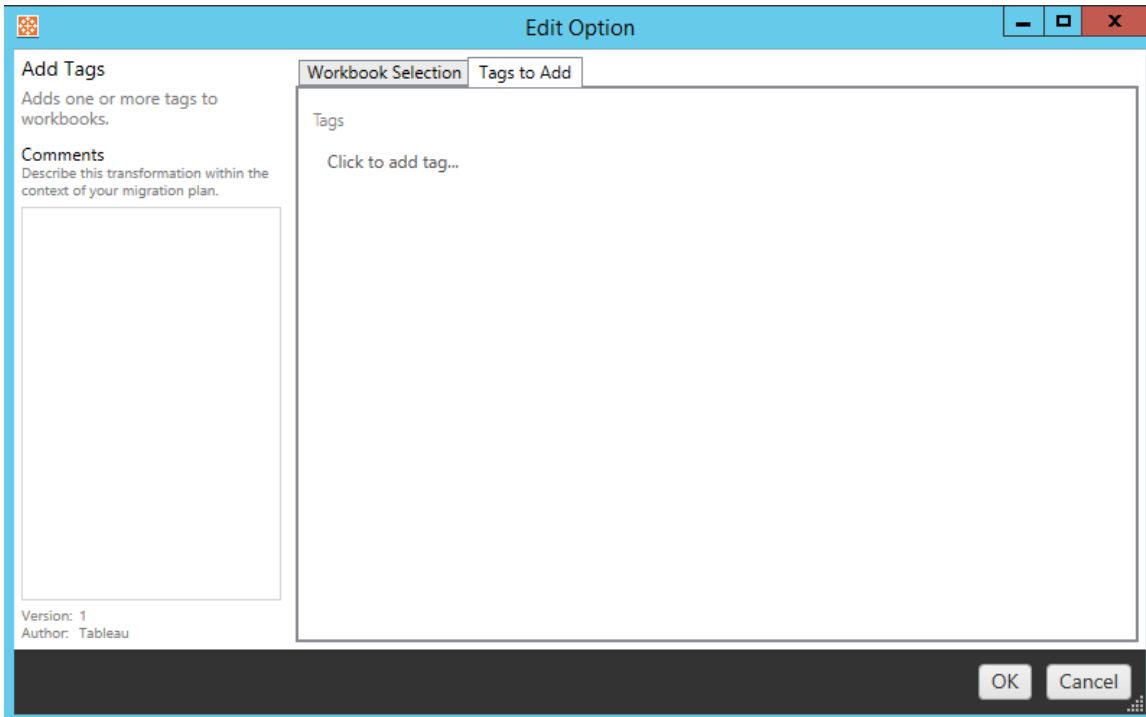 Edit Option
Add Tags
Adds one or more tags to
workbooks.
Comments
Describe this transformation within the
context of your migration plan.
Version: 1
Author: Tableau
Workbook Selection
Tags to Add
Tags
Click to add tag...
OK
Cancel